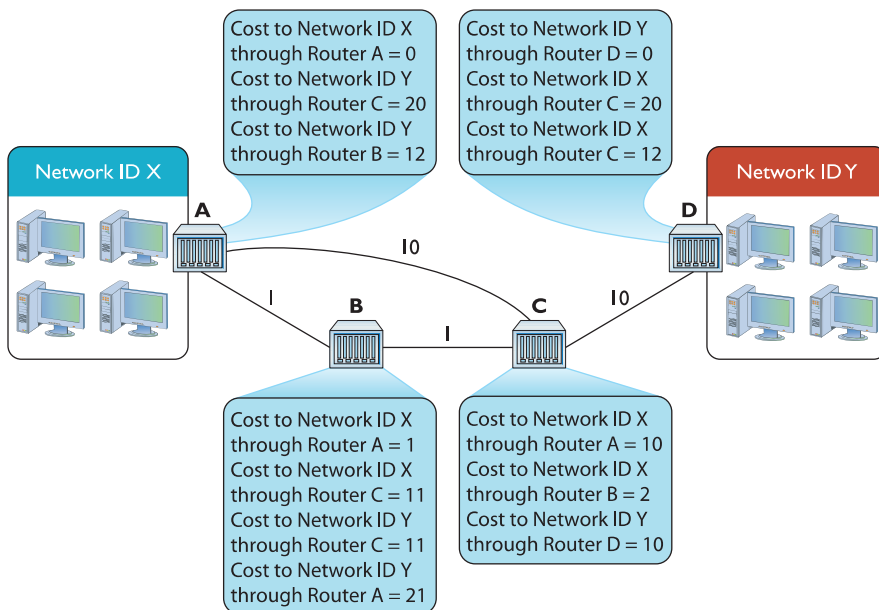 Cost to Network ID X
through Router A = 0
Cost to Network ID Y
through Router C = 20
Cost to Network ID Y
through Router B = 12
Cost to Network ID Y
through Router D = 0
Cost to Network ID X
through Router C = 20
Cost to Network ID X
through Router C = 12
Network ID X
Network ID Y
A
D
10
1
B
C
10
1
Cost to Network ID X
through Router A = 1
Cost to Network ID X
through Router C = 11
Cost to Network ID Y
through Router C = 11
Cost to Network ID Y
through Router A = 21
Cost to Network ID X
through Router A = 10
Cost to Network ID X
through Router B = 2
Cost to Network ID Y
through Router D = 10